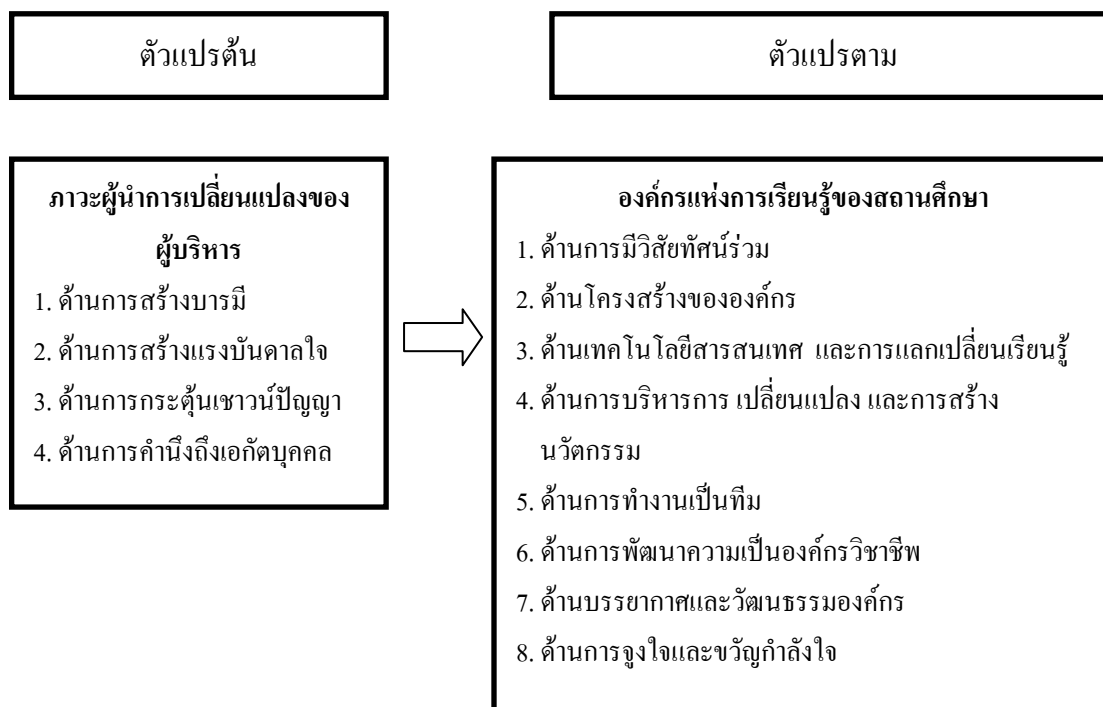 ตัวแปรต้น
ตัวแปรตาม
ภาวะผู้นำการเปลี่ยนแปลงของ
ผู้บริหาร
1. ด้านการสร้างบารมี
2. ด้านการสร้างแรงบันดาลใจ
3. ด้านการกระตุ้นเชาวน์ปัญญา
4. ด้านการคำนึงถึงเอกัตบุคคล
องค์กรแห่งการเรียนรู้ของสถานศึกษา
1. ด้านการมีวิสัยทัศน์ร่วม
2. ด้านโครงสร้างขององค์กร
3. ด้านเทคโนโลยีสารสนเทศ และการแลกเปลี่ยนเรียนรู้
4. ด้านการบริหารการ เปลี่ยนแปลง และการสร้าง
นวัตกรรม
5. ด้านการทำงานเป็นทีม
6. ด้านการพัฒนาความเป็นองค์กรวิชาชีพ
7. ด้านบรรยากาศและวัฒนธรรมองค์กร
8. ด้านการจูงใจและขวัญกำลังใจ